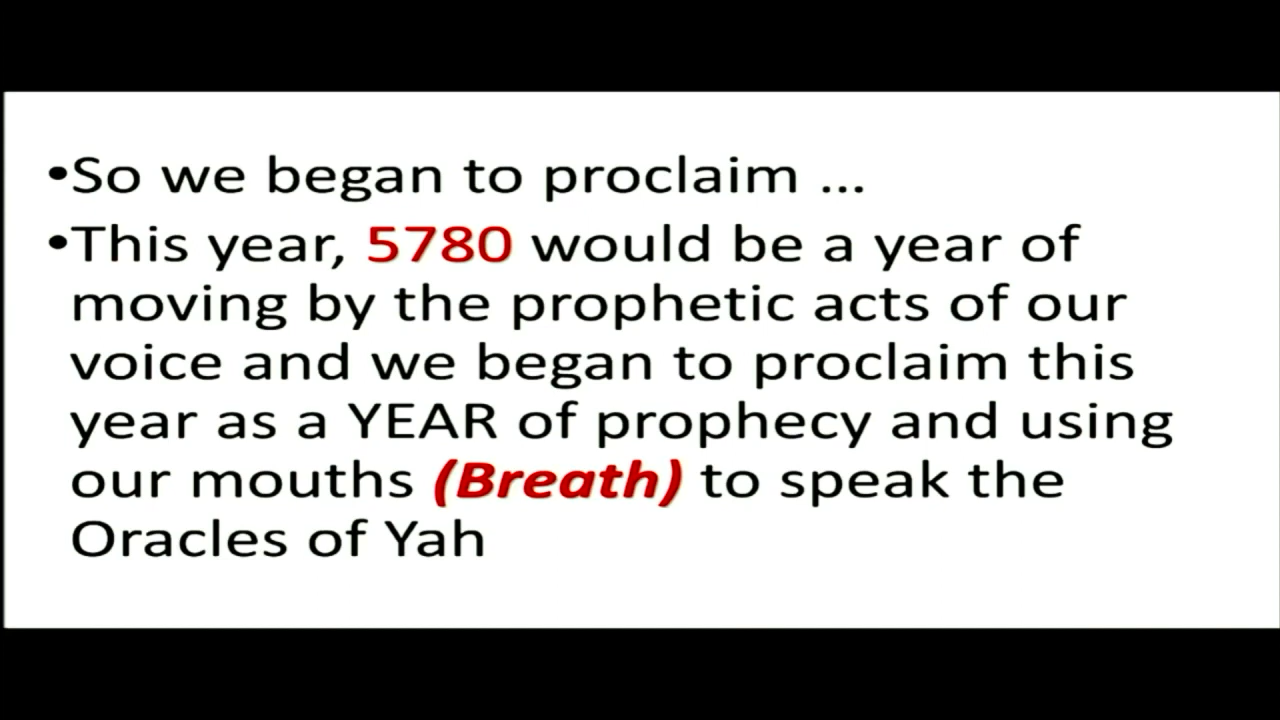 •So we began to proclaim ...
•This year, 5780 would be a year of
moving by the prophetic acts of our
voice and we began to proclaim this
year as a YEAR of prophecy and using
our mouths (Breath) to speak the
Oracles of Yah